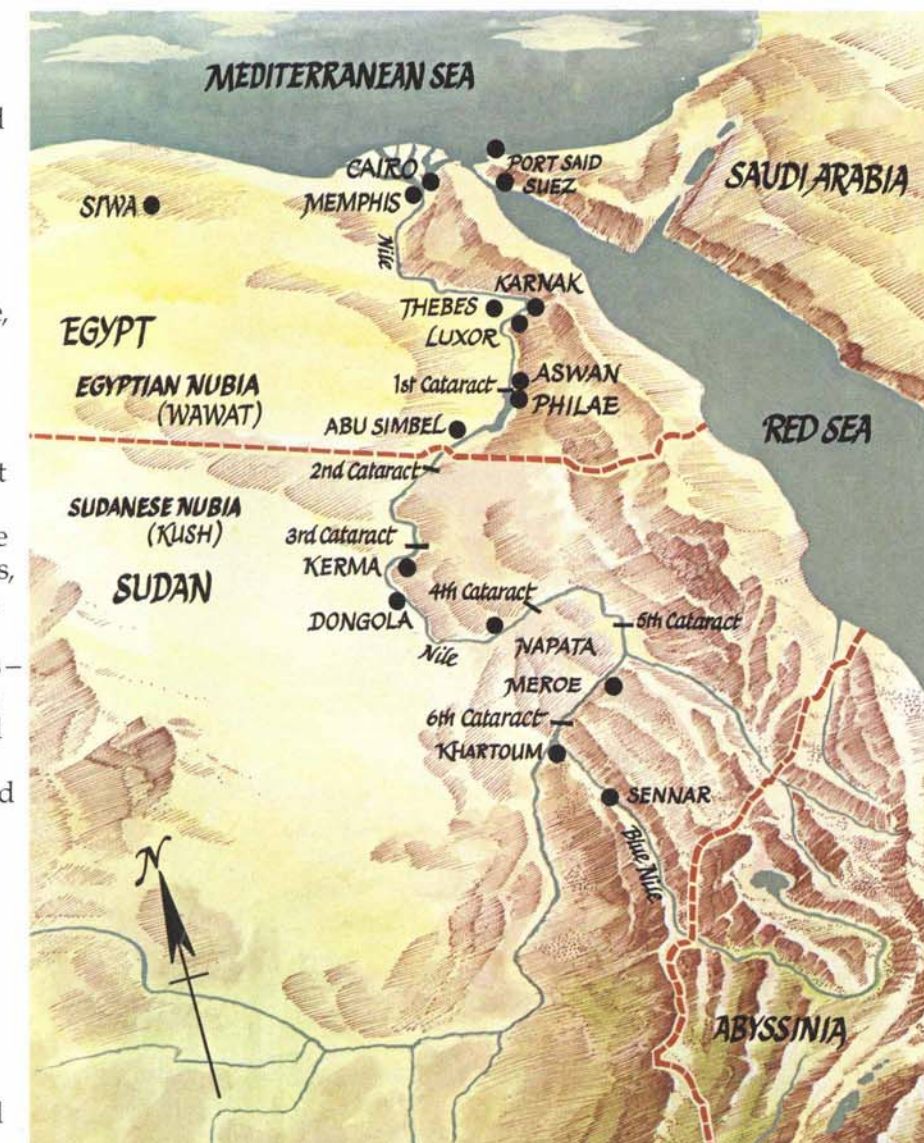 MEDITERRANEAN SEA
CAIRO
PORT SAID
SUEZ
SAUDI ARABIA
SIWA
MEMPHIS
Nile
KARNAK
THEBES
LUXOR
EGYPT
EGYPTIAN NUBIA
(WAWAT)
1st Cataract
ASWAN
PHILAE
ABU SIMBEL
RED SEA
2nd Cataract
SUDANESE NUBIA
(KUSH)
3rd Cataract
KERMA
SUDAN
4th Cataract
DONGOLA
5th Cataract
Nile
NAPATA
MEROE
6th Cataract
KHARTOUM
SENNAR
Blue Nile
N
ABYSSINIA